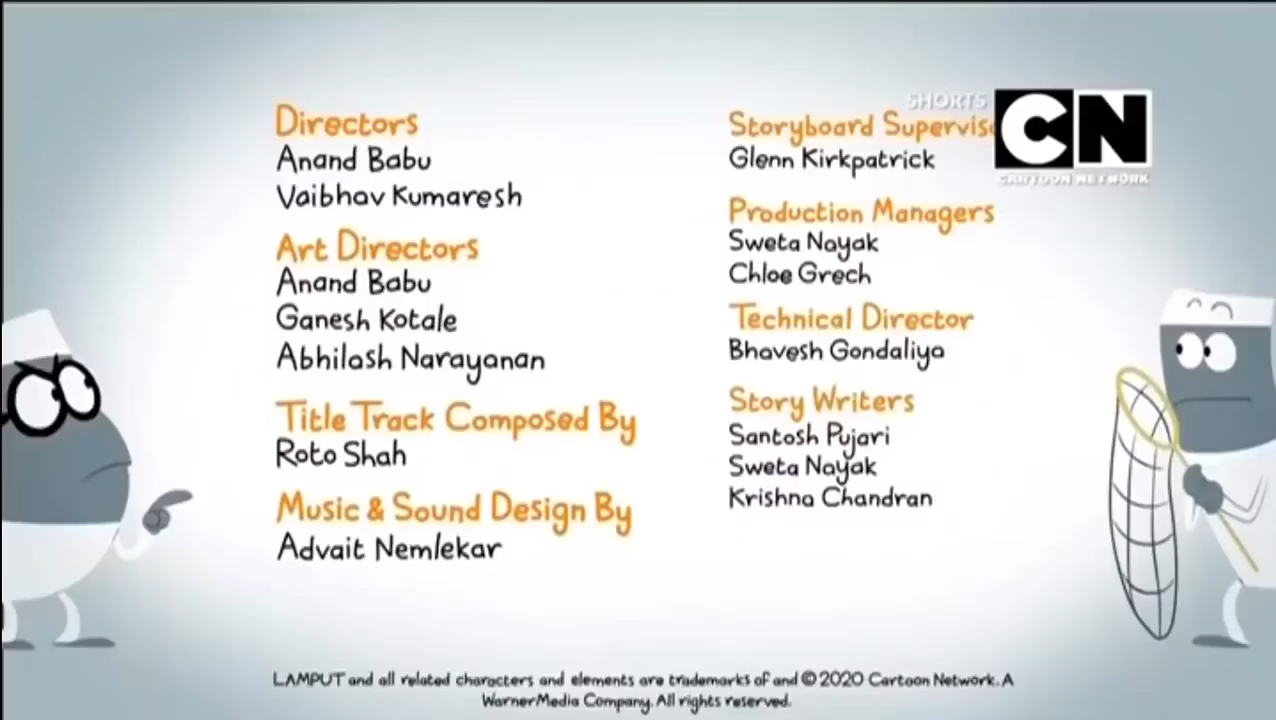 Directors
Anand Babu
Vaibhav Kumaresh
Art Directors
Anand Babu
Ganesh Kotale
Abhilash Narayanan
Title Track Composed By
Roto Shah
Music & Sound Design By
Advait Nemlekar
SHORTS
CN
CARTOON NETWORK
Storyboard
Glenn Kirkpatrick
Production Managers
Sweta Nayak
Chloe Grech
Technical Director
Bhavesh Gondaliya
Story Writers
Santosh Pujari
Sweta Nayak
Krishna Chandran
LAMPUT and all related characters and elements are trademarks of and © 2020 Cartoon Network. A
WarnerMedia Company. All rights reserved.